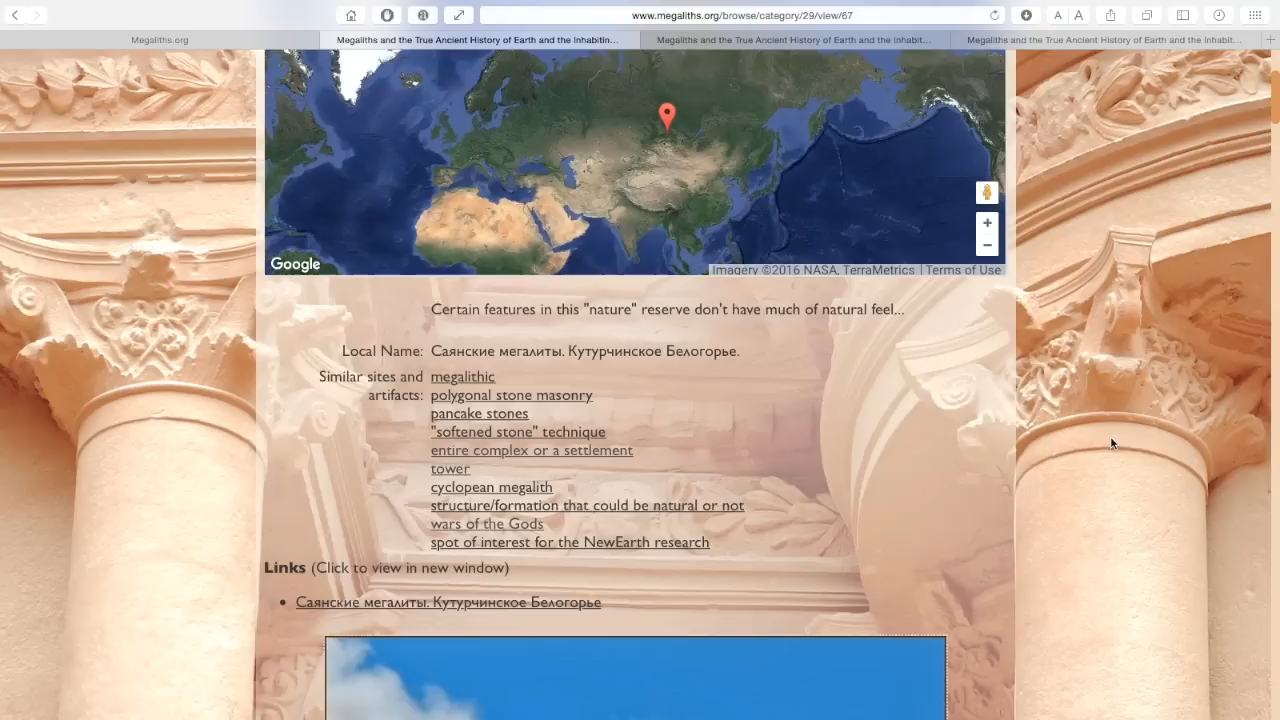 www.megaliths.org/browse/category/29/view/67
A A
Megaliths.org
Megaliths and the True Ancient History of Earth and the Inhabitin...
Megaliths and the True Ancient History of Earth and the Inhabit...
Megaliths and the True Ancient History of Earth and the Inhabit...
Google
Imagery ©2016 NASA, TerraMetrics
Terms of Use
Certain features in this "nature" reserve don't have much of natural feel...
Local Name: Саянские мегалиты. Кутурчинское Белогорье.
Similar sites and artifacts:
megalithic
polygonal stone masonry
pancake stones
"softened stone" technique
entire complex or a settlement
tower
cyclopean megalith
structure/formation that could be natural or not
wars of the Gods
spot of interest for the NewEarth research
Links (Click to view in new window)
• Саянские мегалиты. Кутурчинское Белогорье